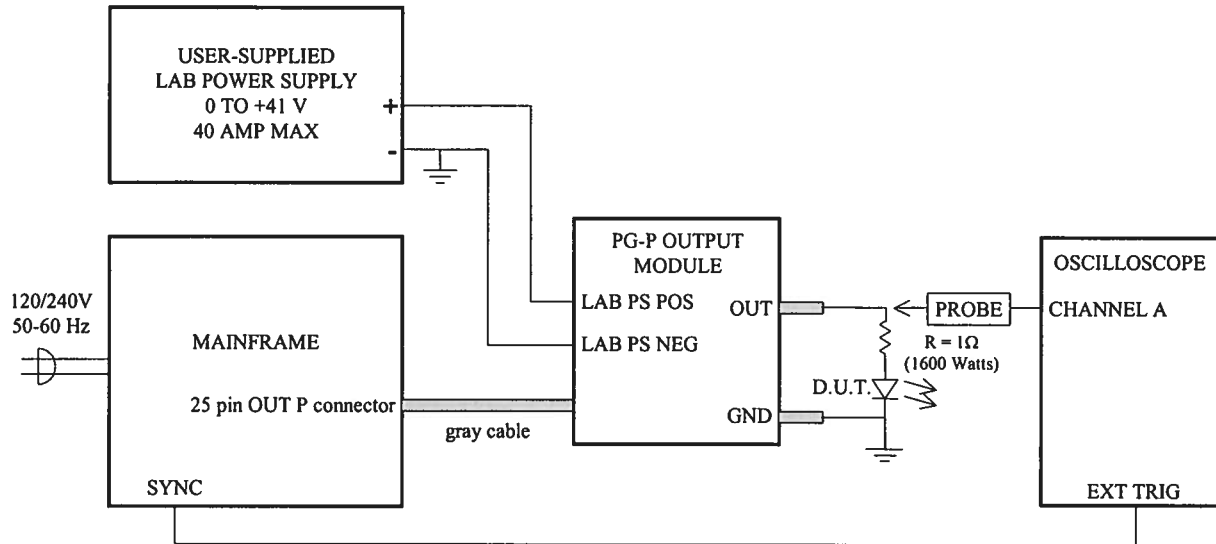 USER-SUPPLIED
LAB POWER SUPPLY
0 TO +41 V
40 AMP MAX
+
-
120/240V
50-60 Hz
MAINFRAME
25 pin OUT P connector
SYNC
gray cable
PG-P OUTPUT
MODULE
LAB PS POS
LAB PS NEG
OUT
GND
PROBE
R = 1Ω
(1600 Watts)
D.U.T.
OSCILLOSCOPE
CHANNEL A
EXT TRIG